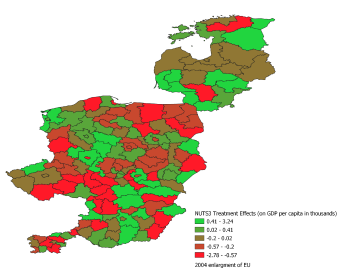 NUTS3 Treatment Effects (on GDP per capita in thousands)
0.41 - 3.24
0.02 - 0.41
-0.2 - 0.02
-0.57 - -0.2
-2.78 - -0.57
2004 enlargment of EU